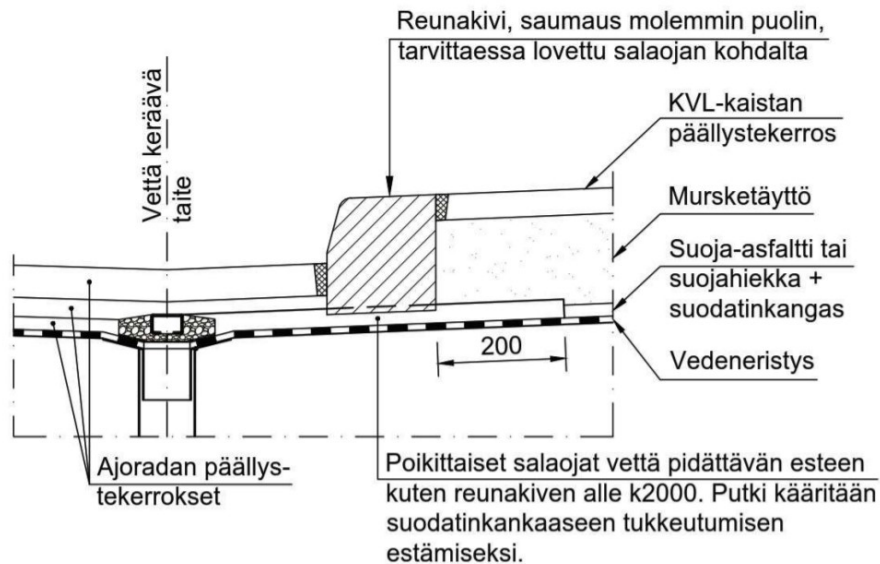 Reunakivi, saumaus molemmin puolin,
tarvittaessa lovettu salaojan kohdalta
KVL-kaistan
päällystekerros
Vettä keräävä
taite
Mursketäyttö
Suoja-asfaltti tai
suojahiekka +
suodatinkangas
200
Vedeneristys
Ajoradan päällys-
tekerrokset
Poikittaiset salaojat vettä pidättävän esteen
kuten reunakiven alle k2000. Putki kääritään
suodatinkankaaseen tukkeutumisen
estämiseksi.